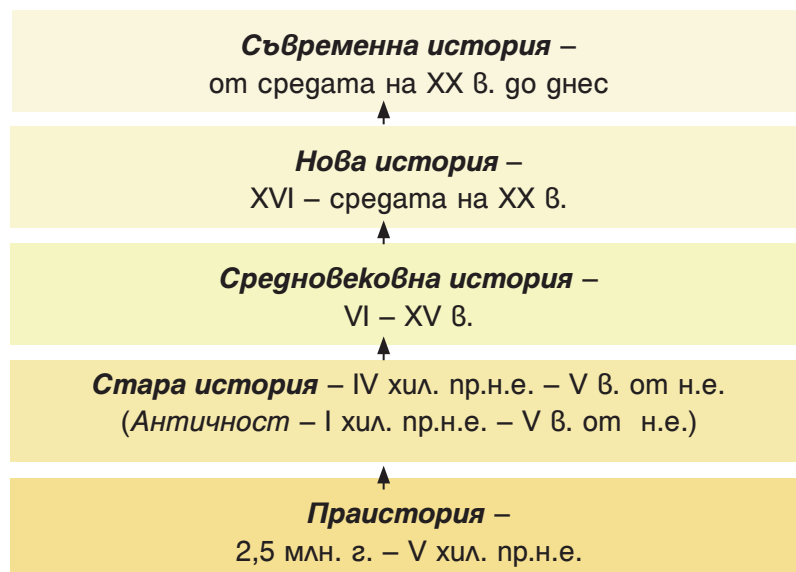 Съвременна история –
от средата на XX в. до днес
Нова история –
XVI – средата на XX в.
Средновековна история –
VI – XV в.
Стара история – IV хил. пр.н.е. – V в. от н.е.
(Античност – I хил. пр.н.е. – V в. от н.е.)
Праистория –
2,5 млн. г. – V хил. пр.н.е.